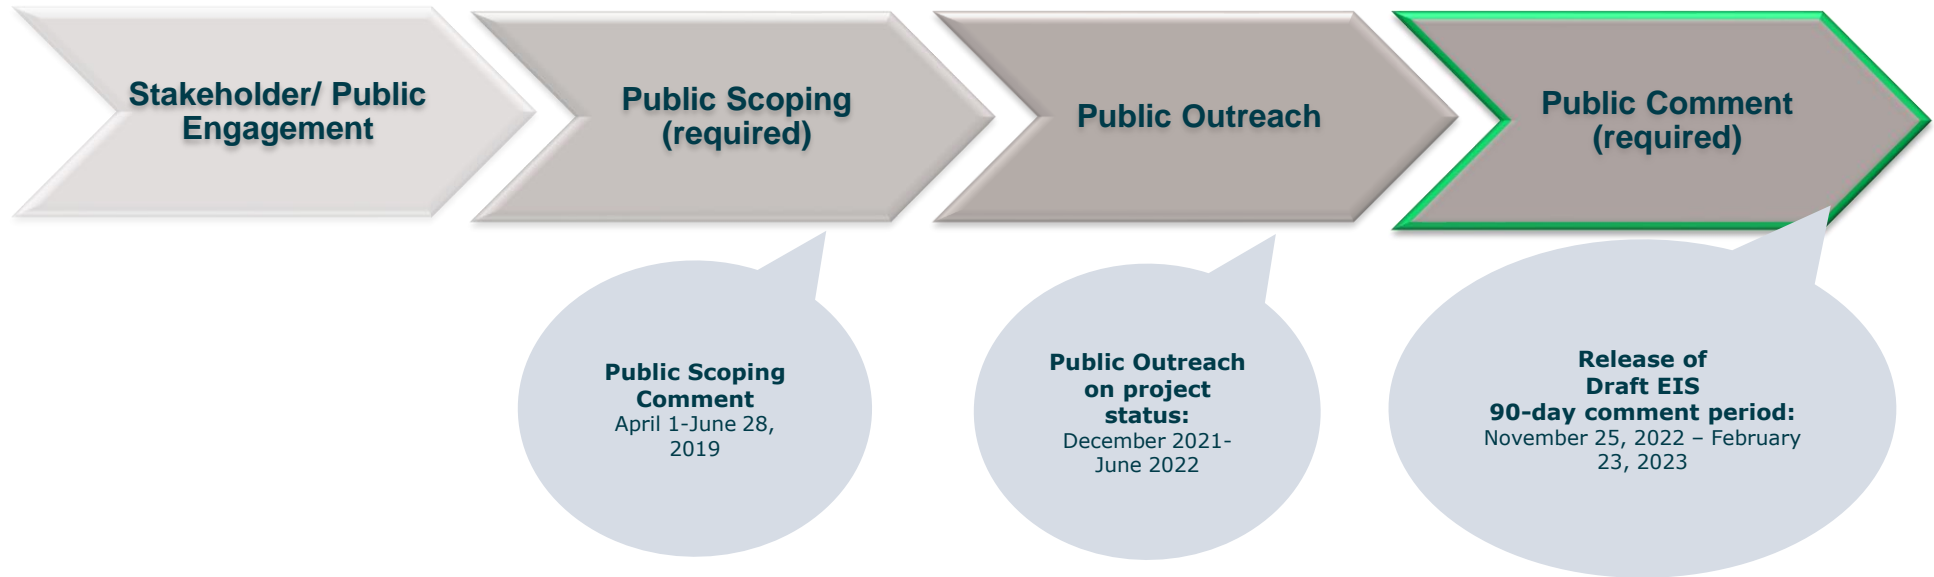 Stakeholder/ Public
Engagement
Public Scoping
(required)
Public Outreach
Public Comment
(required)
Public Scoping
Comment
April 1-June 28,
2019
Public Outreach
on project
status:
December 2021-
June 2022
Release of
Draft EIS
90-day comment period:
November 25, 2022 – February
23, 2023